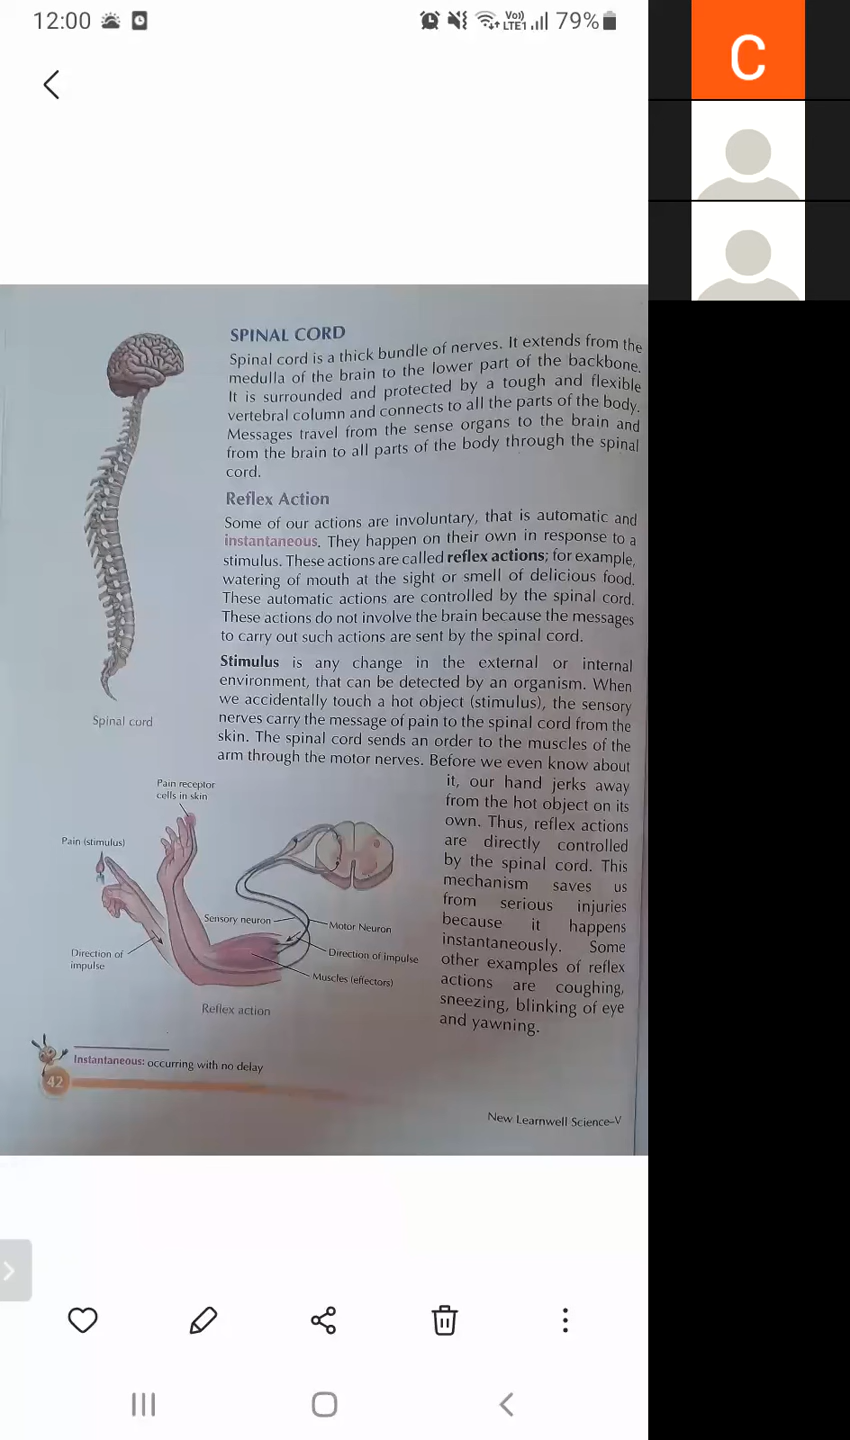 12:00
Vo)) LTE1 79%
C
SPINAL CORD
Spinal cord is a thick bundle of nerves. It extends from the
medulla of the brain to the lower part of the backbone.
It is surrounded and protected by a tough and flexible
vertebral column and connects to all the parts of the body.
Messages travel from the sense organs to the brain and
from the brain to all parts of the body through the spinal
cord.
Reflex Action
Some of our actions are involuntary, that is automatic and
instantaneous. They happen on their own in response to a
stimulus. These actions are called reflex actions; for example,
watering of mouth at the sight or smell of delicious food.
These automatic actions are controlled by the spinal cord.
These actions do not involve the brain because the messages
to carry out such actions are sent by the spinal cord.
Stimulus is any change in the external or internal
environment, that can be detected by an organism. When
we accidentally touch a hot object (stimulus), the sensory
nerves carry the message of pain to the spinal cord from the
skin. The spinal cord sends an order to the muscles of the
arm through the motor nerves. Before we even know about
it, our hand jerks away
from the hot object on its
own. Thus, reflex actions
are directly controlled
by the spinal cord. This
mechanism saves us
from serious injuries
because it happens
instantaneously. Some
other examples of reflex
actions are coughing,
sneezing, blinking of eye
and yawning.
Spinal cord
Pain receptor
cells in skin
Pain (stimulus)
Sensory neuron
Motor Neuron
Direction of
impulse
Direction of impulse
Muscles (effectors)
Reflex action
Instantaneous: occurring with no delay
42
New Learnwell Science–V